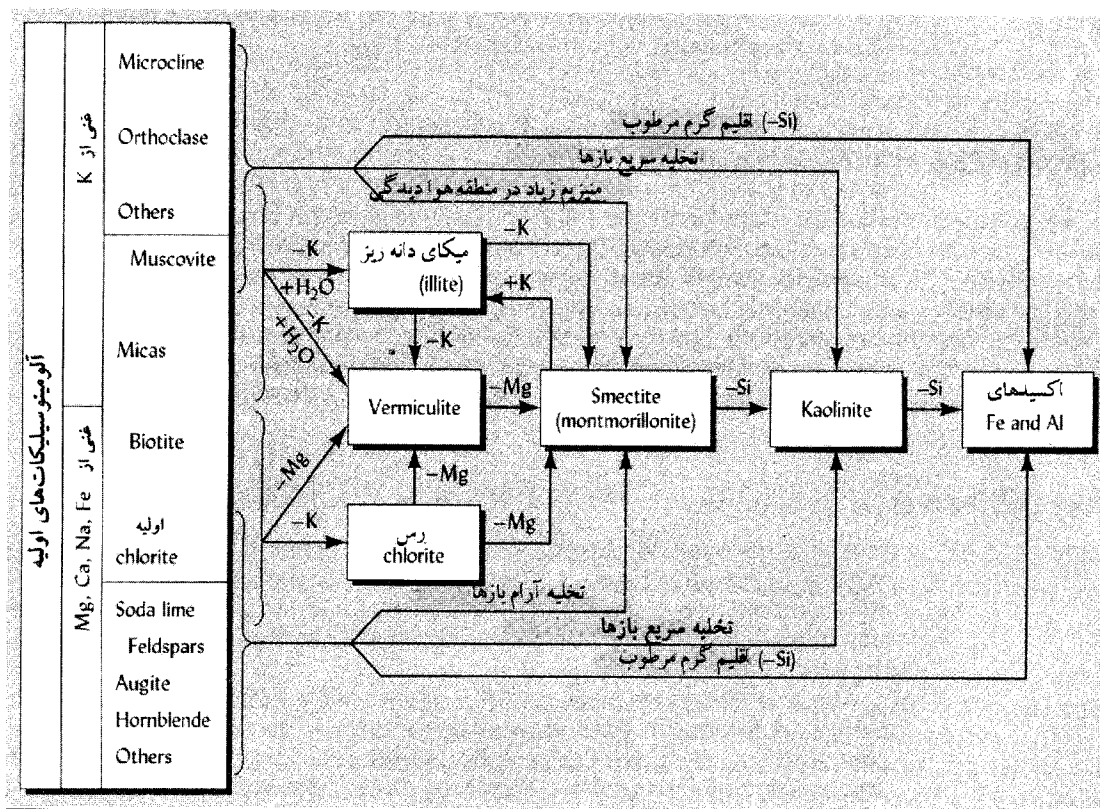 آلومینوسیلیکات‌های اولیه
غنی از K
Mg, Ca, Na, Fe غنی از
Microcline
Orthoclase
Others
Muscovite
Micas
Biotite
اولیه
chlorite
Soda lime
Feldspars
Augite
Hornblende
Others
اقلیم گرم مرطوب (–Si)
تخلیه سریع بازها
منیزیم زیاد در منطقه هوا دیدگی
–K
+H₂O
–K
+H₂O
میکای دانه ریز
(illite)
–K
+K
–K
Vermiculite
–Mg
Smectite
(montmorillonite)
–Si
Kaolinite
–Si
اکسیدهای
Fe and Al
–Mg
–K
–Mg
رس
chlorite
–Mg
تخلیه آرام بازها
تخلیه سریع بازها
اقلیم گرم مرطوب (–Si)